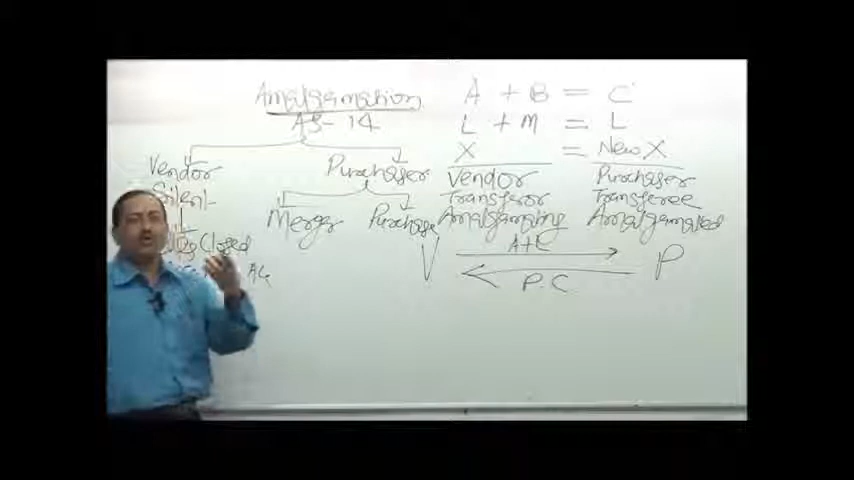 Amalgamation
AS-14
Vendor
Silent
Closed
Purchaser
Merger
Purchase
A + B = C
L + M = L
X = New X
Vendor Purchaser
Transferor Transferee
Amalgamating Amalgamated
V A+L P
P.C